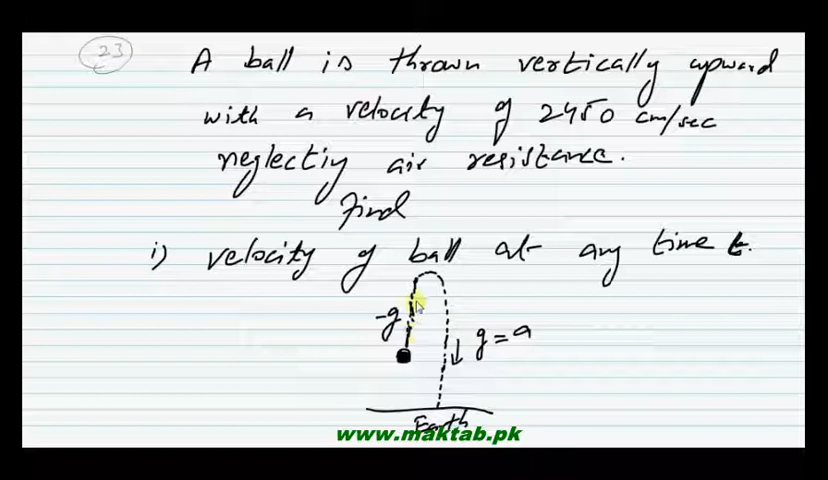 23
A ball is thrown vertically upward
with a velocity of 2450 cm/sec
neglecting air resistance.
Find
i) velocity of ball at any time t.
-g
g = a
Earth
www.maktab.pk